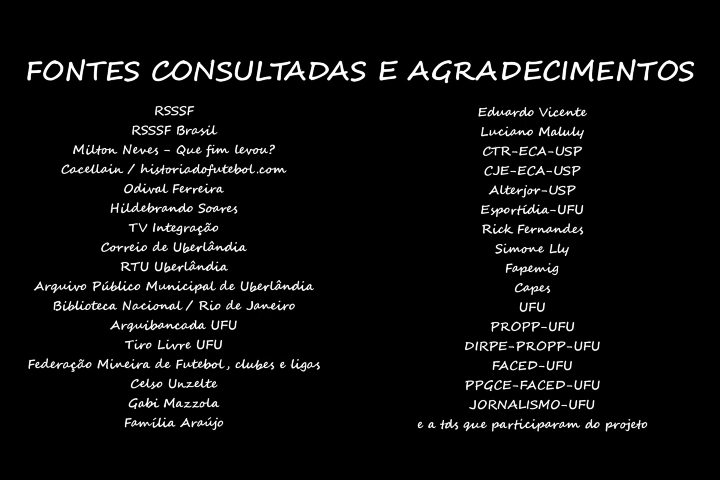 FONTES CONSULTADAS E AGRADECIMENTOS
RSSSF
RSSSF Brasil
Milton Neves - Que fim levou?
Cacellain / historiadofutebol.com
Odival Ferreira
Hildebrando Soares
TV Integração
Correio de Uberlândia
RTU Uberlândia
Arquivo Público Municipal de Uberlândia
Biblioteca Nacional / Rio de Janeiro
Arquibancada UFU
Tiro Livre UFU
Federação Mineira de Futebol, clubes e ligas
Celso Unzelte
Gabi Mazzola
Família Araújo
Eduardo Vicente
Luciano Maluly
CTR-ECA-USP
CJE-ECA-USP
Alterjor-USP
Esportídia-UFU
Rick Fernandes
Simone Lly
Fapemig
Capes
UFU
PROPP-UFU
DIRPE-PROPP-UFU
FACED-UFU
PPGCE-FACED-UFU
JORNALISMO-UFU
e a tds que participaram do projeto